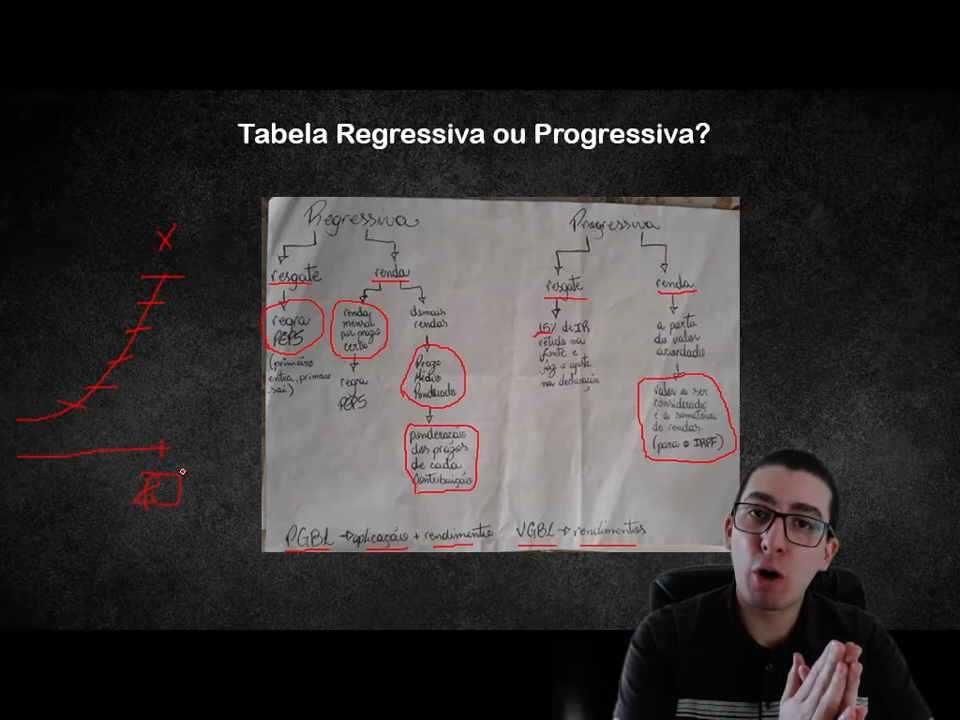 Tabela Regressiva ou Progressiva?
Regressiva
resgate
regra
PEPS
(primeiro
entra, primeiro
sai)
renda
renda
mensal
por prazo
certo
regra
PEPS
demais
rendas
Prazo
Médio
Ponderado
ponderação
dos prazos
de cada
contribuição
Progressiva
resgate
15% de IR
retido na
fonte e
faz o ajuste
na declaração
renda
a partir
do valor
acordado
valor a ser
considerado
é a somatória
de rendas.
(para o IRPF)
PGBL → aplicação + rendimentos
VGBL → rendimentos
X